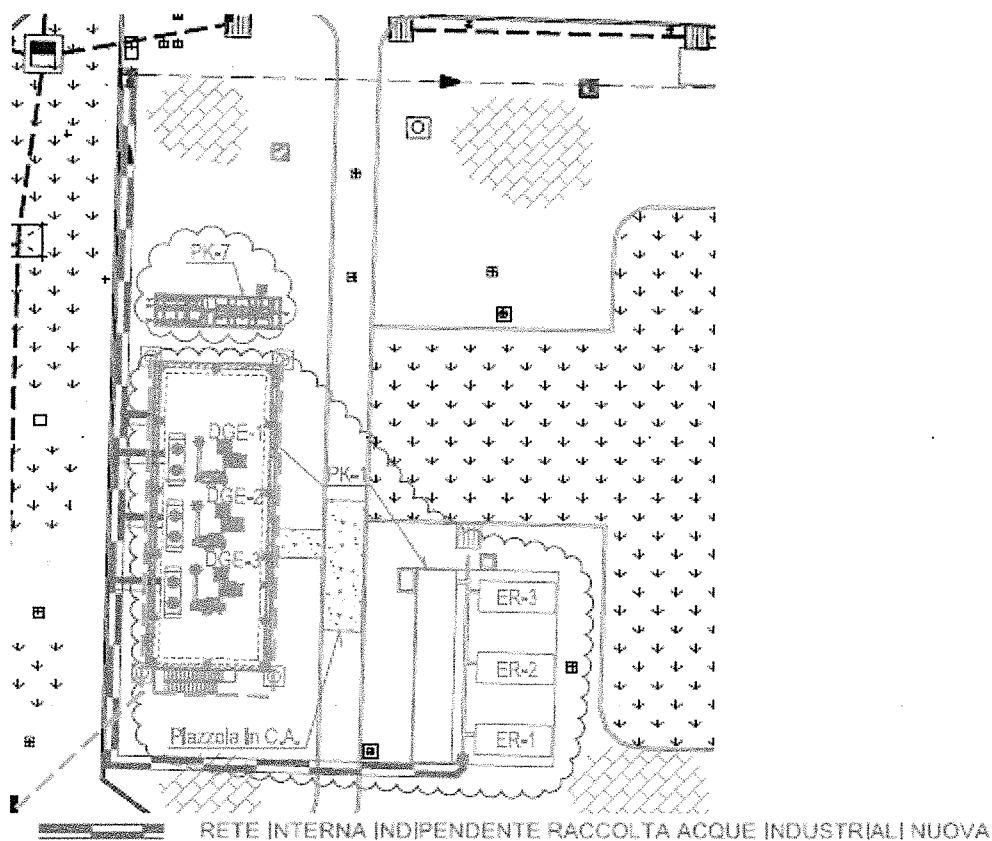 PK-7
DGE-1
PK-1
DGE-2
DGE-3
ER-3
ER-2
ER-1
Piazzola in C.A.
RETE INTERNA INDIPENDENTE RACCOLTA ACQUE INDUSTRIALI NUOVA